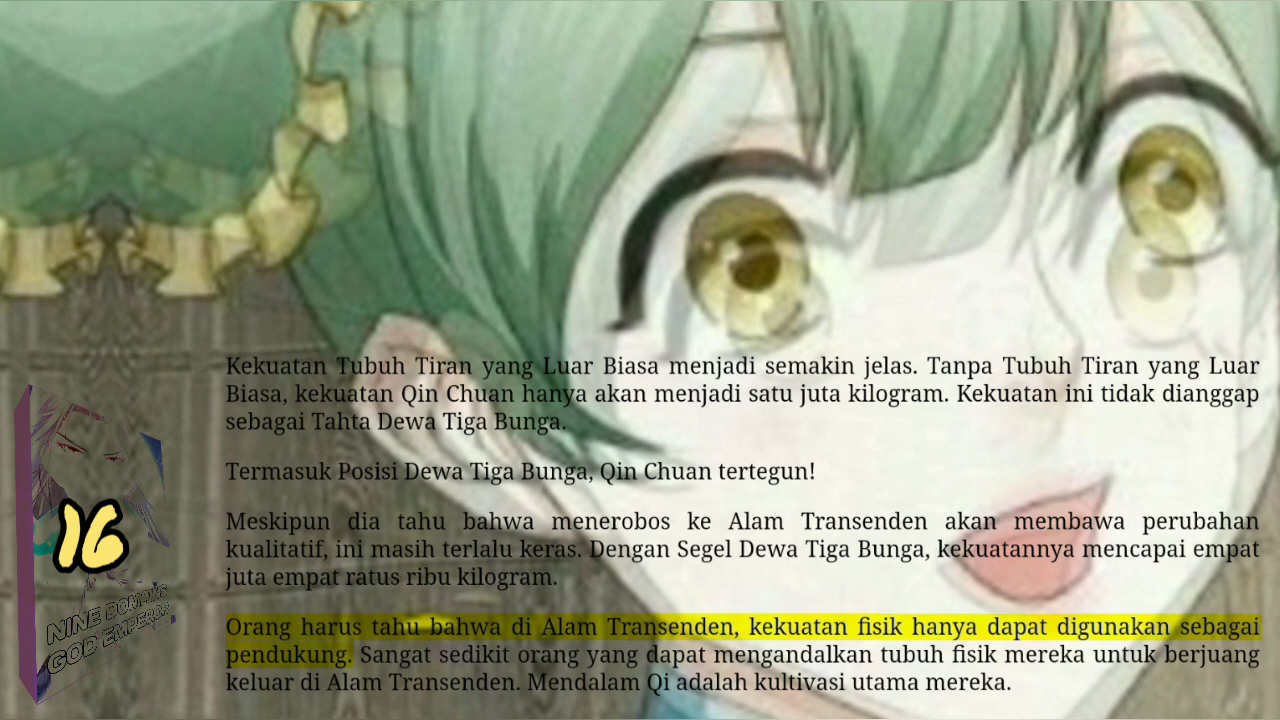 Kekuatan Tubuh Tiran yang Luar Biasa menjadi semakin jelas. Tanpa Tubuh Tiran yang Luar
Biasa, kekuatan Qin Chuan hanya akan menjadi satu juta kilogram. Kekuatan ini tidak dianggap
sebagai Tahta Dewa Tiga Bunga.
Termasuk Posisi Dewa Tiga Bunga, Qin Chuan tertegun!
Meskipun dia tahu bahwa menerobos ke Alam Transenden akan membawa perubahan
kualitatif, ini masih terlalu keras. Dengan Segel Dewa Tiga Bunga, kekuatannya mencapai empat
juta empat ratus ribu kilogram.
Orang harus tahu bahwa di Alam Transenden, kekuatan fisik hanya dapat digunakan sebagai
pendukung. Sangat sedikit orang yang dapat mengandalkan tubuh fisik mereka untuk berjuang
keluar di Alam Transenden. Mendalam Qi adalah kultivasi utama mereka.
16
NINE DOMAINS
GOD EMPEROR